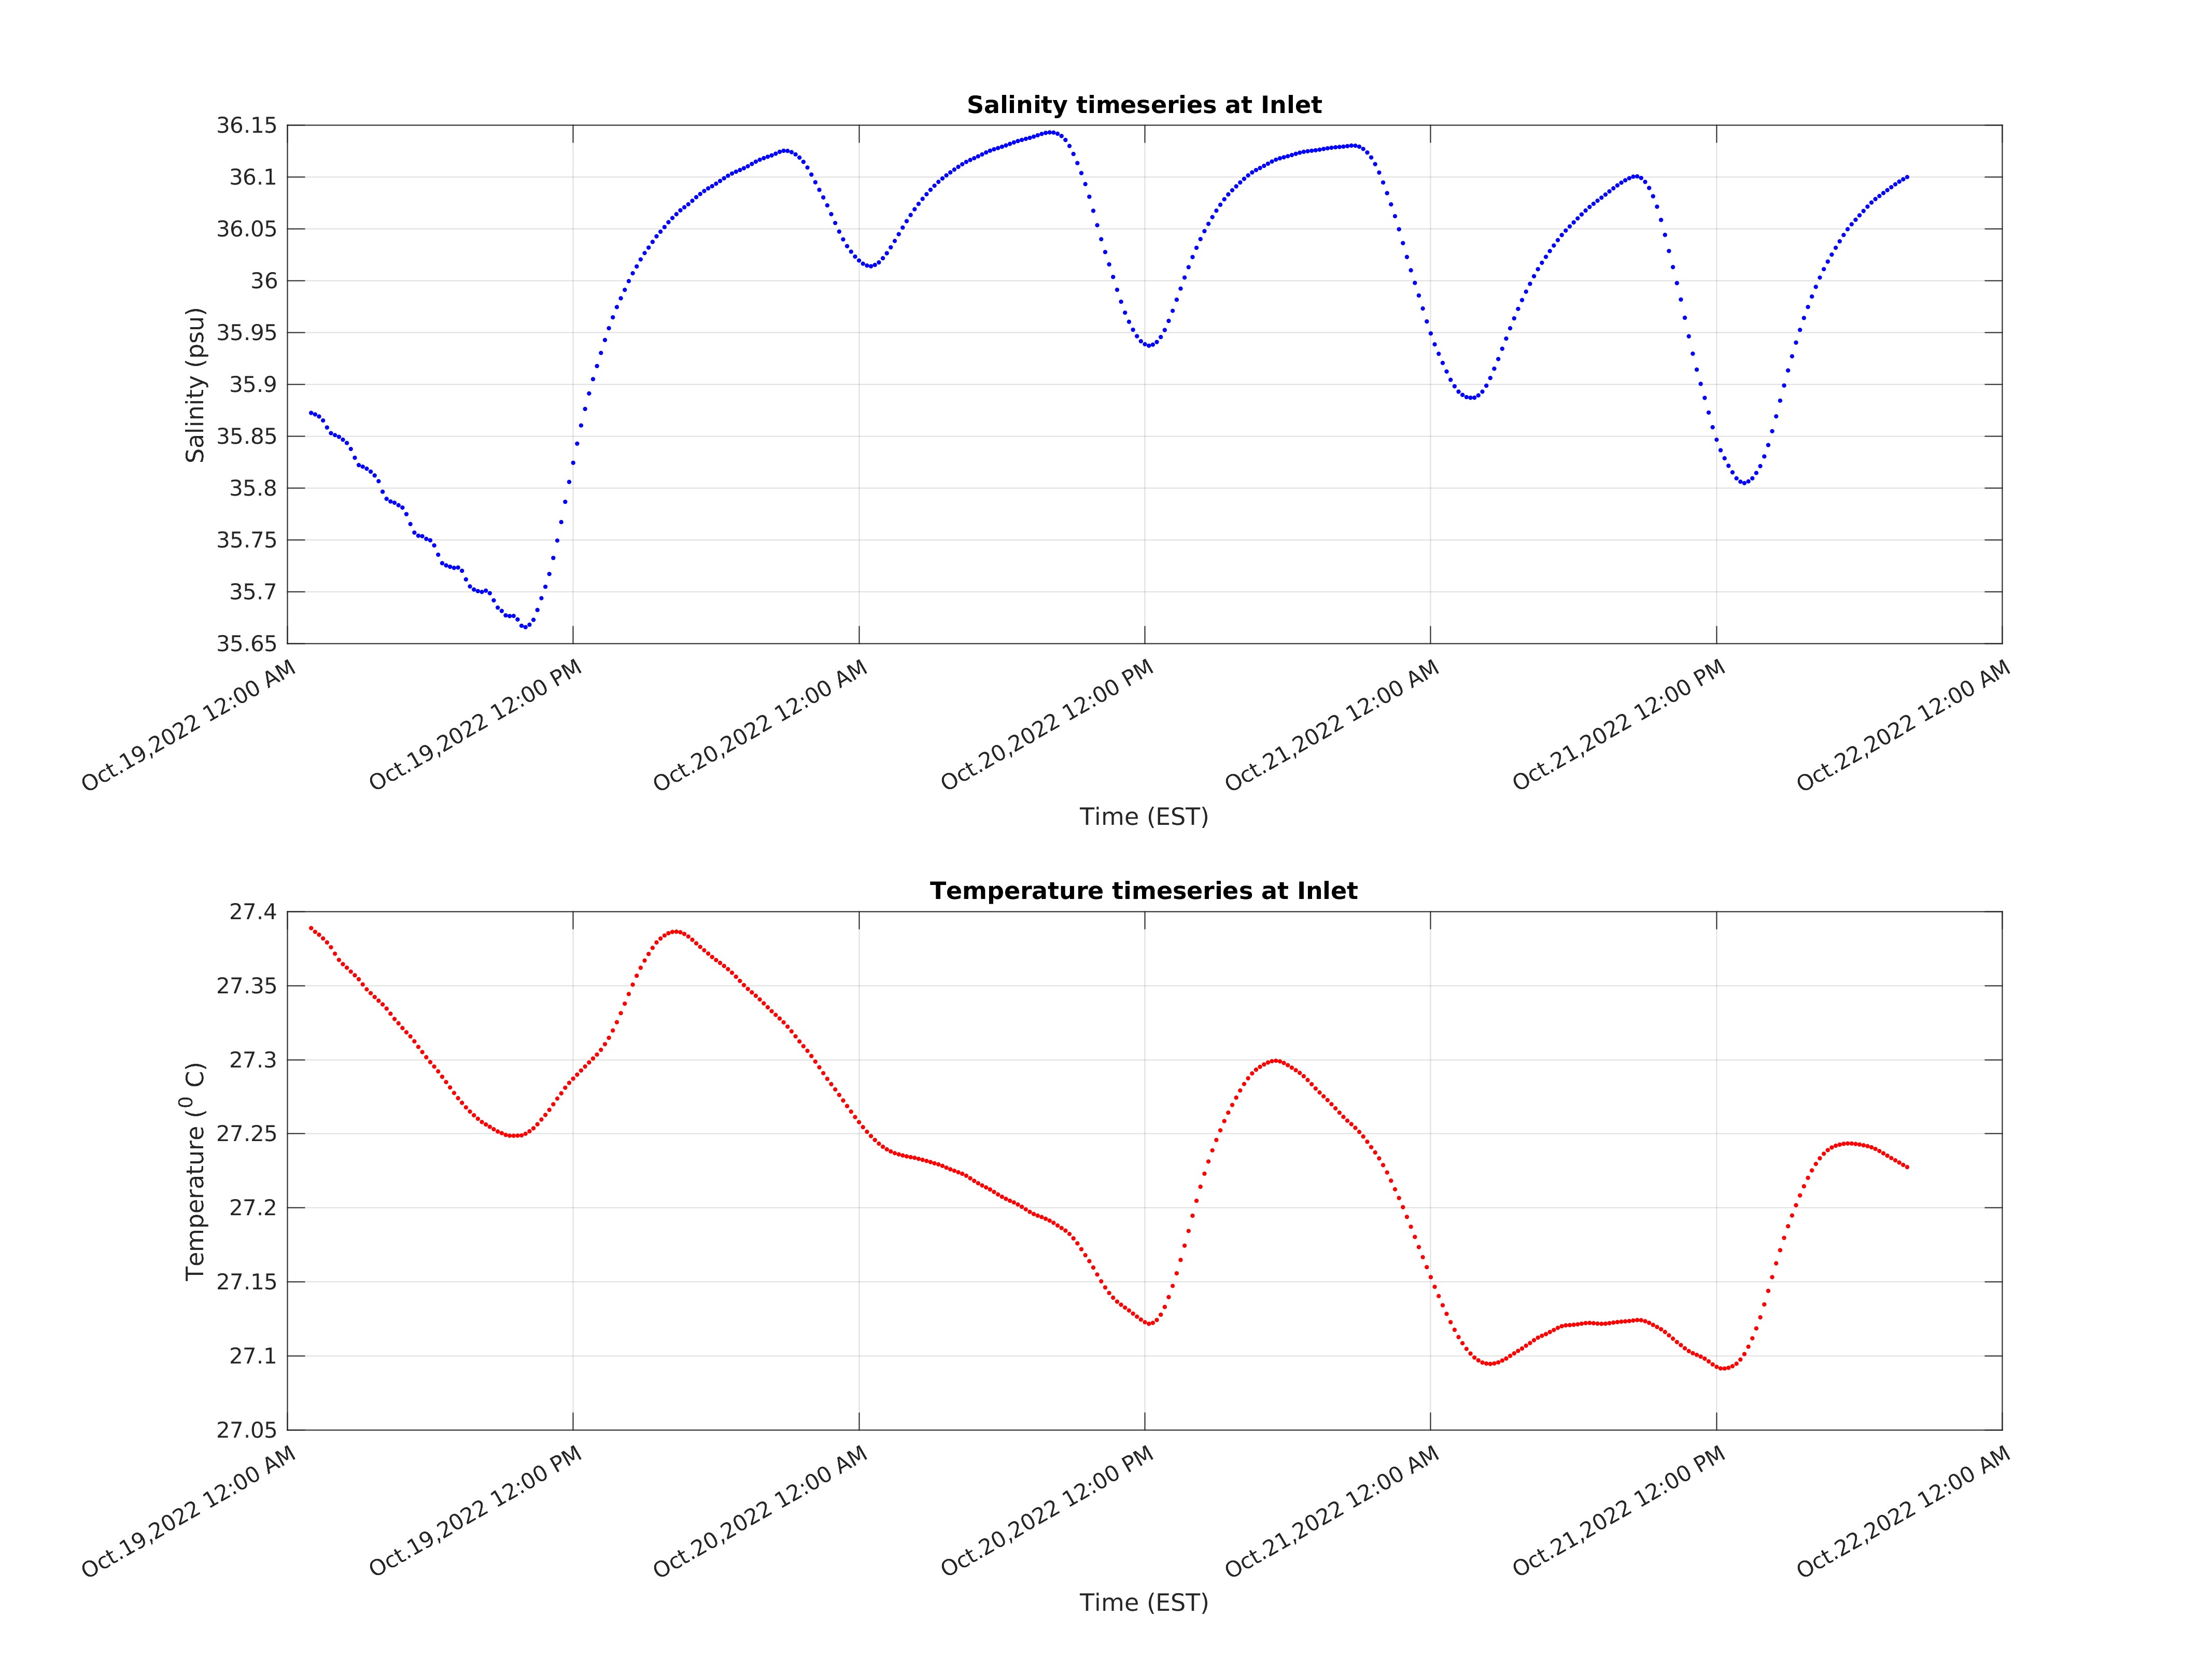 Salinity timeseries at Inlet
36.15
36.1
36.05
36
35.95
35.9
35.85
35.8
35.75
35.7
35.65
Salinity (psu)
Oct.19,2022 12:00 AM
Oct.19,2022 12:00 PM
Oct.20,2022 12:00 AM
Oct.20,2022 12:00 PM
Oct.21,2022 12:00 AM
Oct.21,2022 12:00 PM
Oct.22,2022 12:00 AM
Time (EST)
Temperature timeseries at Inlet
27.4
27.35
27.3
27.25
27.2
27.15
27.1
27.05
Temperature (⁰ C)
Oct.19,2022 12:00 AM
Oct.19,2022 12:00 PM
Oct.20,2022 12:00 AM
Oct.20,2022 12:00 PM
Oct.21,2022 12:00 AM
Oct.21,2022 12:00 PM
Oct.22,2022 12:00 AM
Time (EST)